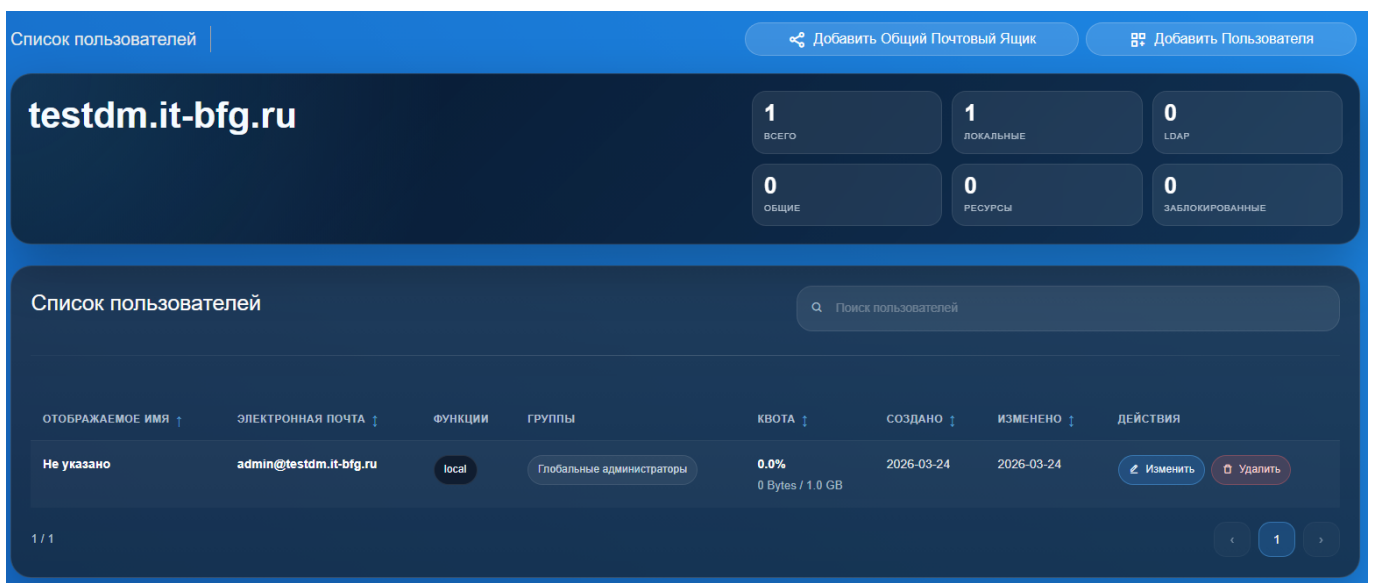 Список пользователей
Добавить Общий Почтовый Ящик
Добавить Пользователя
testdm.it-bfg.ru
1
ВСЕГО
1
ЛОКАЛЬНЫЕ
0
LDAP
0
ОБЩИЕ
0
РЕСУРСЫ
0
ЗАБЛОКИРОВАННЫЕ
Список пользователей
Поиск пользователей
ОТОБРАЖАЕМОЕ ИМЯ ↑ ЭЛЕКТРОННАЯ ПОЧТА ↕ ФУНКЦИИ ГРУППЫ КВОТА ↕ СОЗДАНО ↕ ИЗМЕНЕНО ↕ ДЕЙСТВИЯ
Не указано admin@testdm.it-bfg.ru local Глобальные администраторы 0.0% 2026-03-24 2026-03-24 Изменить Удалить
0 Bytes / 1.0 GB
1 / 1
‹ 1 ›